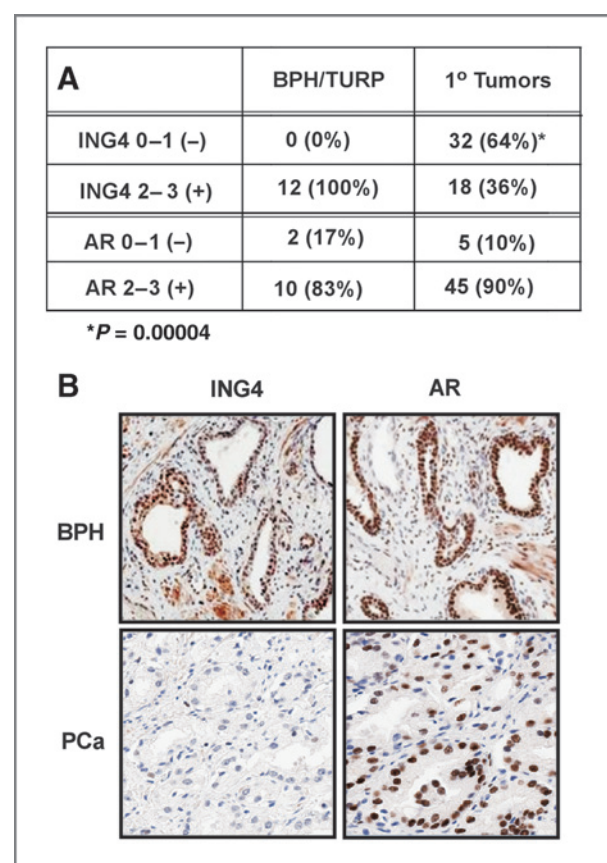 A BPH/TURP 1º Tumors
ING4 0–1 (–) 0 (0%) 32 (64%)*
ING4 2–3 (+) 12 (100%) 18 (36%)
AR 0–1 (–) 2 (17%) 5 (10%)
AR 2–3 (+) 10 (83%) 45 (90%)
*P = 0.00004
B ING4 AR
BPH
PCa